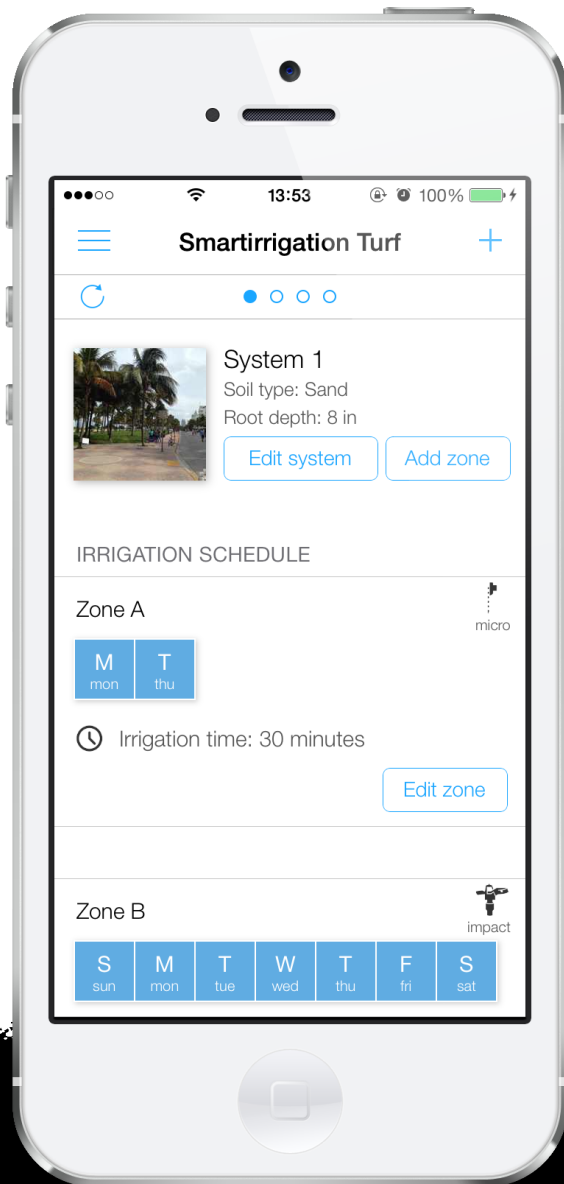 13:53 100%
Smartirrigation Turf
System 1
Soil type: Sand
Root depth: 8 in
Edit system Add zone
IRRIGATION SCHEDULE
Zone A
micro
M T
mon thu
Irrigation time: 30 minutes
Edit zone
Zone B
impact
S M T W T F S
sun mon tue wed thu fri sat